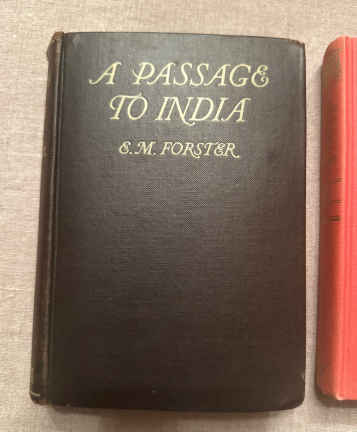 A PASSAGE
TO INDIA
E. M. FORSTER